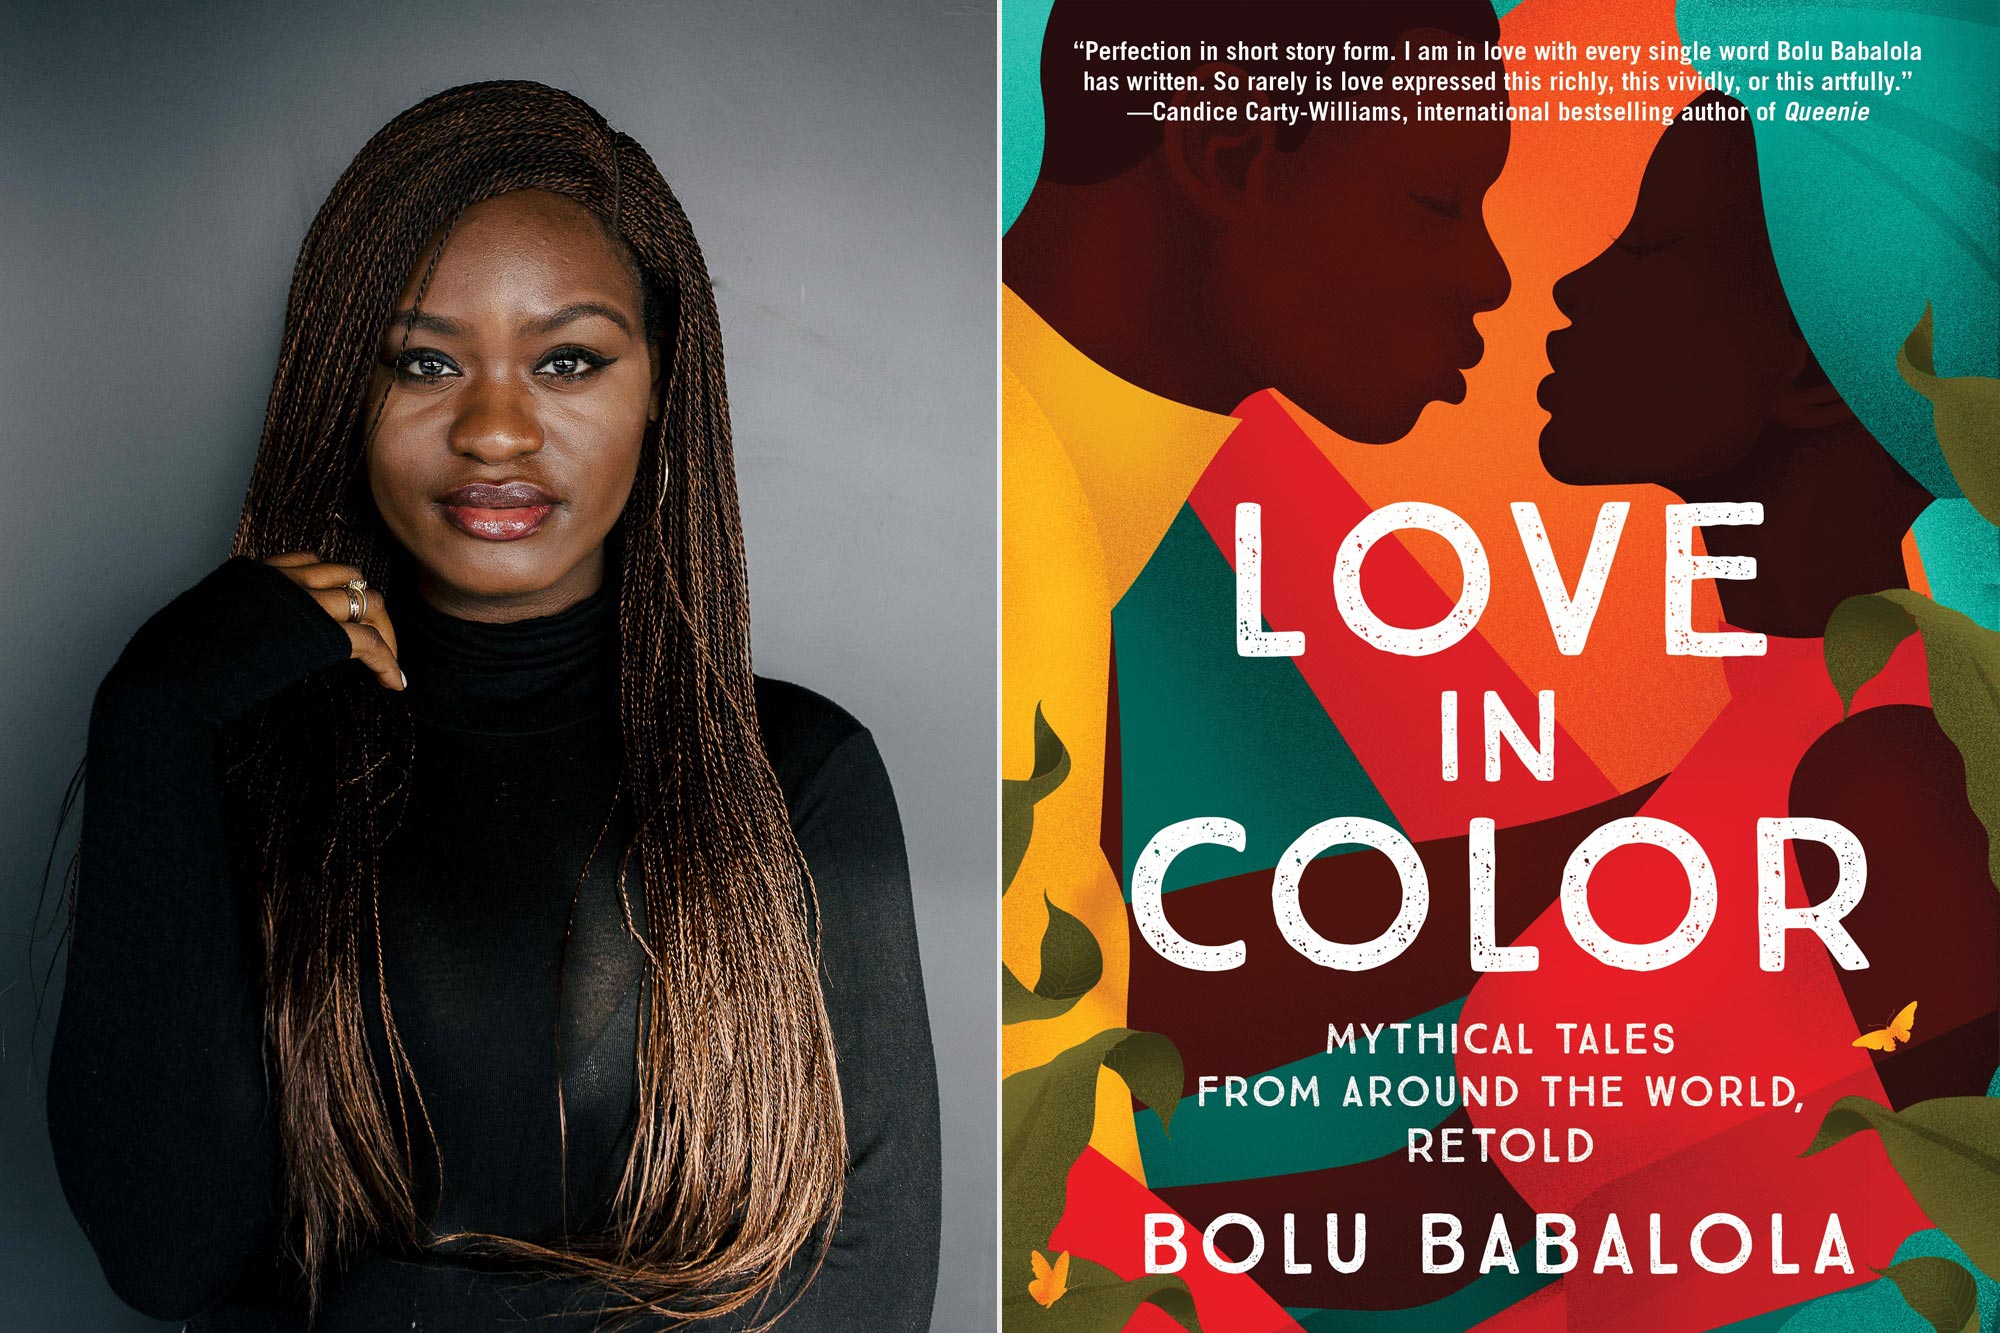 “Perfection in short story form. I am in love with every single word Bolu Babalola
has written. So rarely is love expressed this richly, this vividly, or this artfully.”
—Candice Carty-Williams, international bestselling author of Queenie
LOVE
IN
COLOR
MYTHICAL TALES
FROM AROUND THE WORLD,
RETOLD
BOLU BABALOLA